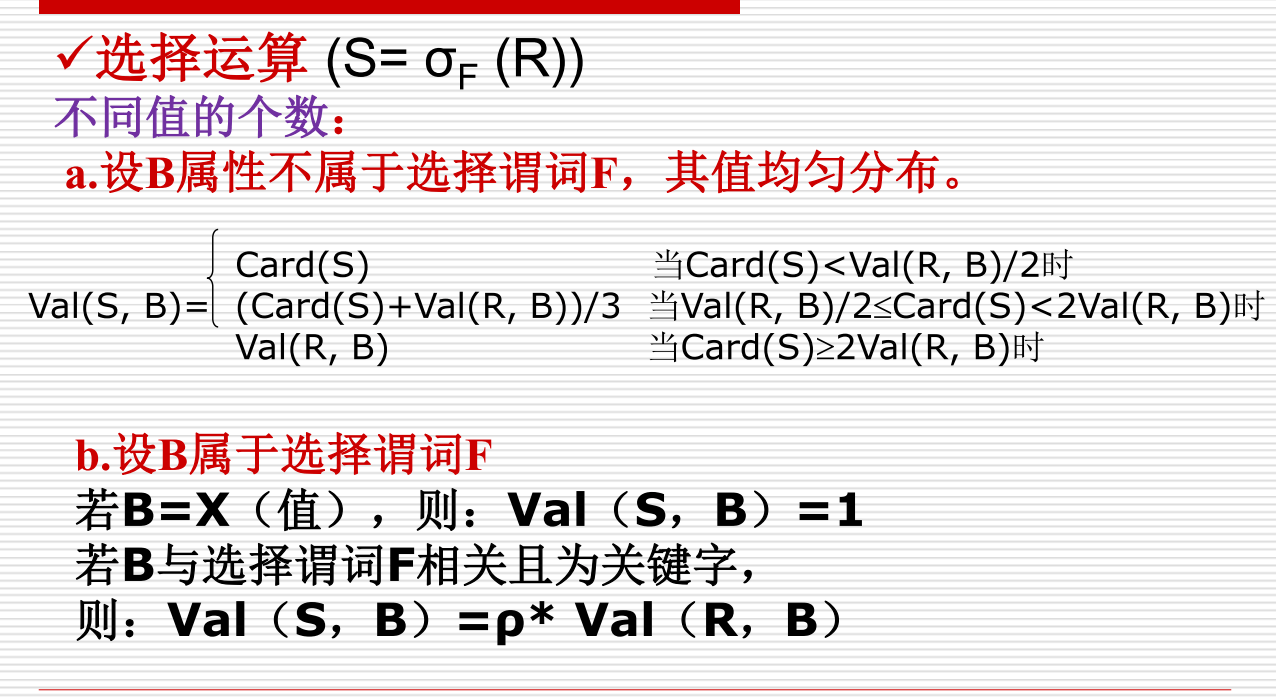 ✓选择运算 (S= σF (R))
不同值的个数：
a.设B属性不属于选择谓词F，其值均匀分布。
Card(S) 当Card(S)<Val(R, B)/2时
Val(S, B)= (Card(S)+Val(R, B))/3 当Val(R, B)/2≤Card(S)<2Val(R, B)时
Val(R, B) 当Card(S)≥2Val(R, B)时
b.设B属于选择谓词F
若B=X（值），则：Val（S，B）=1
若B与选择谓词F相关且为关键字，
则：Val（S，B）=ρ* Val（R，B）